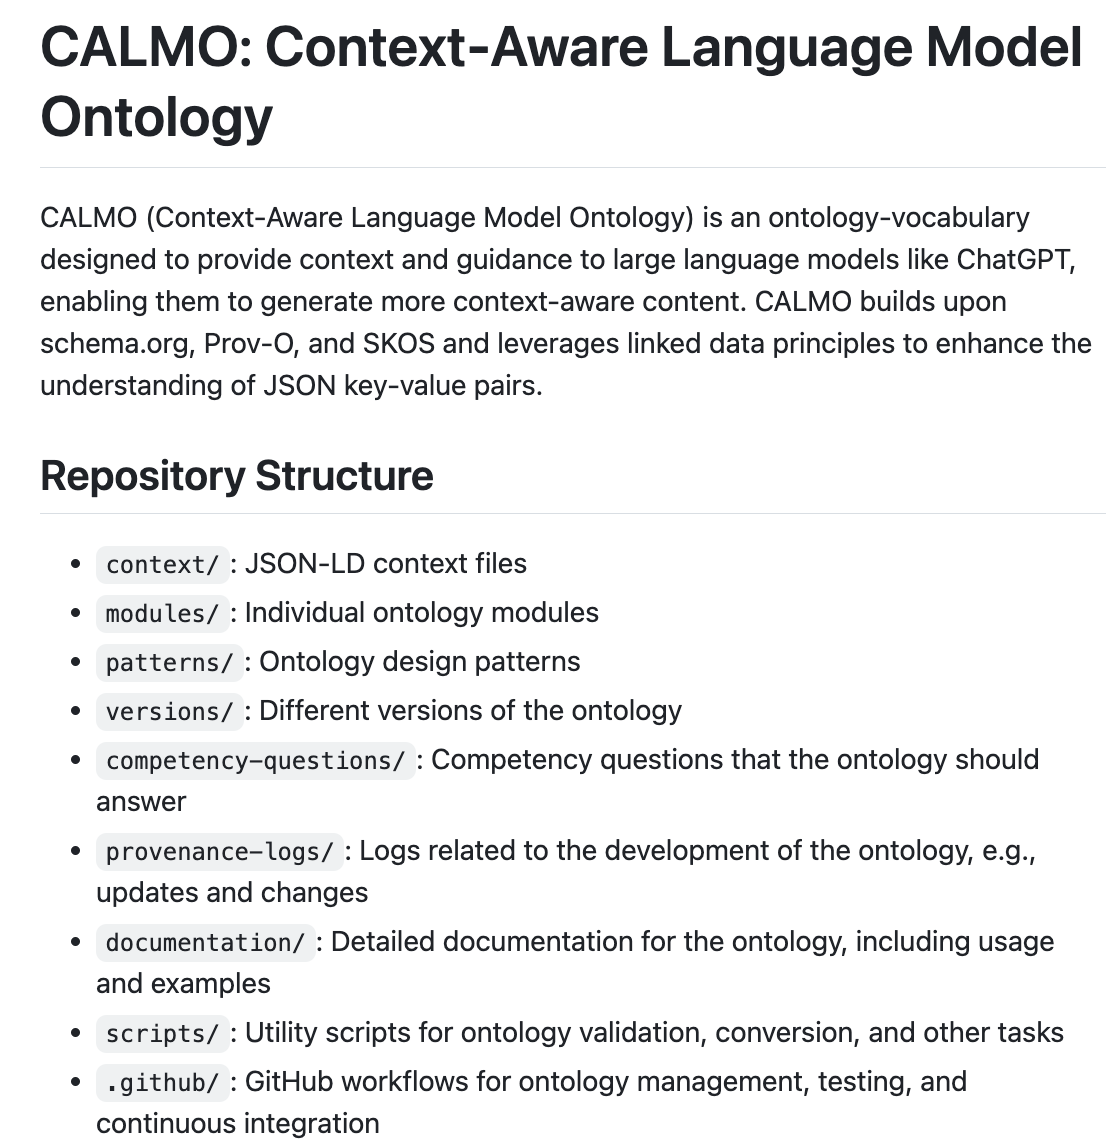 CALMO: Context-Aware Language Model
Ontology
CALMO (Context-Aware Language Model Ontology) is an ontology-vocabulary
designed to provide context and guidance to large language models like ChatGPT,
enabling them to generate more context-aware content. CALMO builds upon
schema.org, Prov-O, and SKOS and leverages linked data principles to enhance the
understanding of JSON key-value pairs.
Repository Structure
• context/ : JSON-LD context files
• modules/ : Individual ontology modules
• patterns/ : Ontology design patterns
• versions/ : Different versions of the ontology
• competency-questions/ : Competency questions that the ontology should
answer
• provenance-logs/ : Logs related to the development of the ontology, e.g.,
updates and changes
• documentation/ : Detailed documentation for the ontology, including usage
and examples
• scripts/ : Utility scripts for ontology validation, conversion, and other tasks
• .github/ : GitHub workflows for ontology management, testing, and
continuous integration